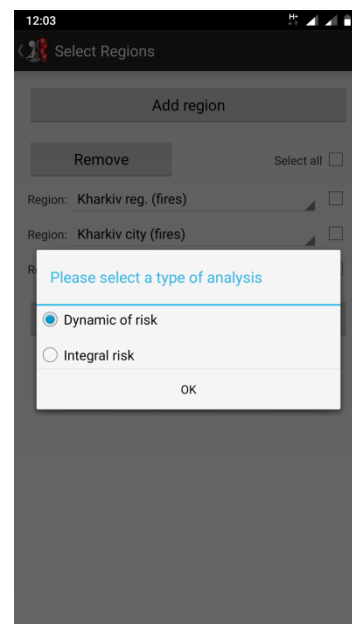 12:03
H+
Select Regions
Add region
Remove
Select all
Region: Kharkiv reg. (fires)
Region: Kharkiv city (fires)
Please select a type of analysis
Dynamic of risk
Integral risk
OK